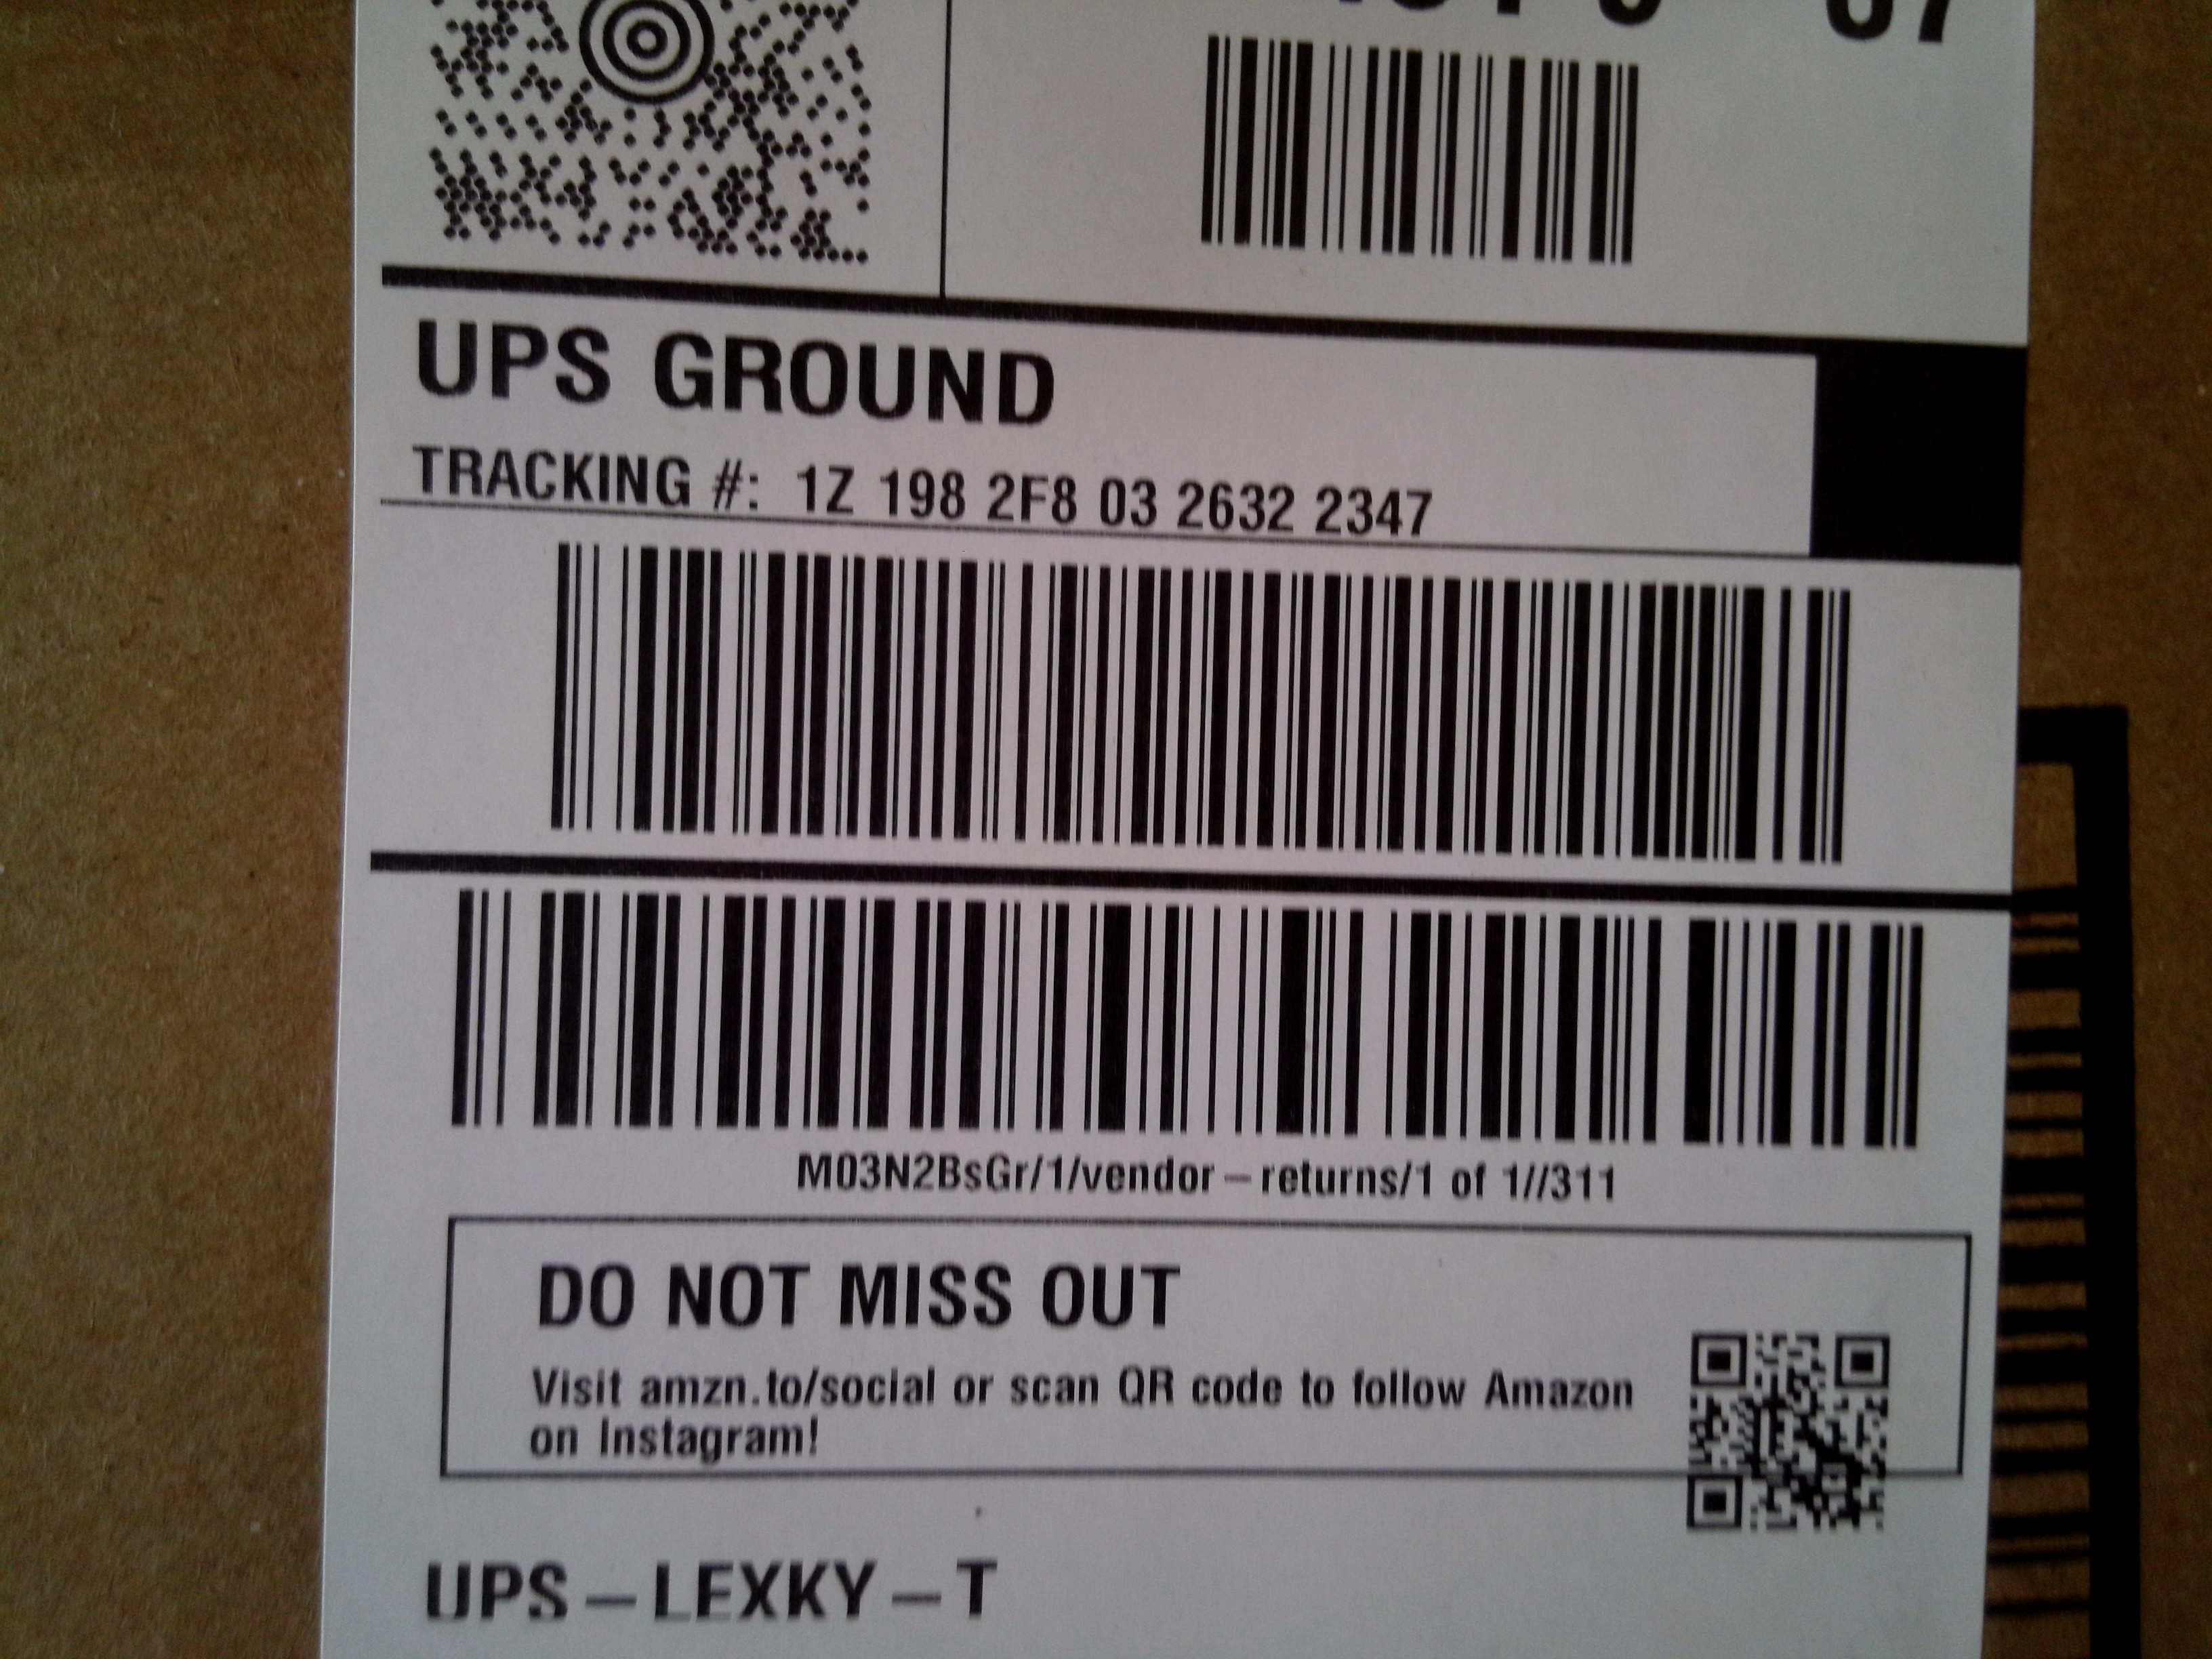 UPS GROUND
TRACKING #: 1Z 198 2F8 03 2632 2347
M03N2BsGr/1/vendor-returns/1 of 1//311
DO NOT MISS OUT
Visit amzn.to/social or scan QR code to follow Amazon
on Instagram!
UPS-LEXKY-T